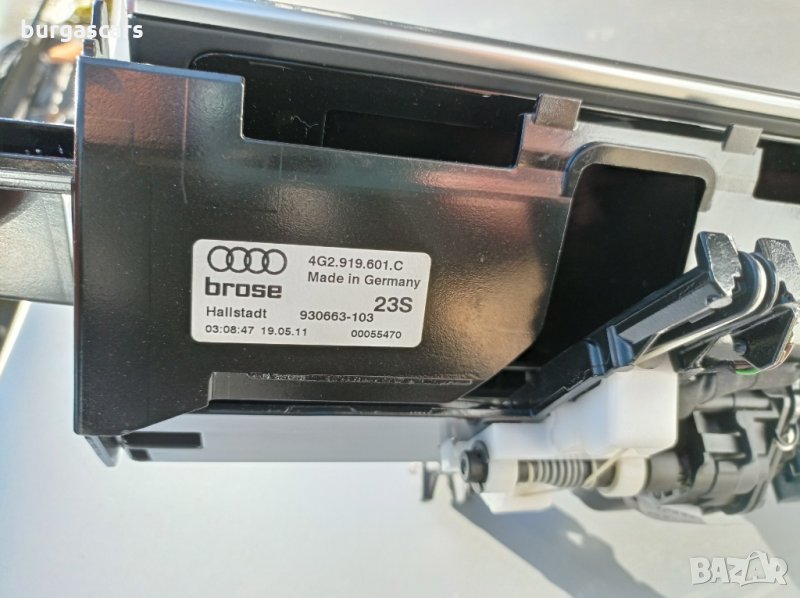 Audi
burgascars
4G2.919.601.C
Made in Germany
brose
23S
Hallstadt 930663-103
03:08:47 19.05.11 00055470
BAZAR